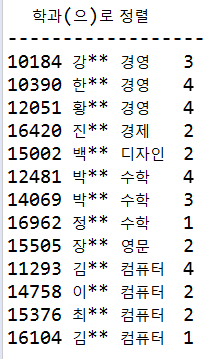 학과(으)로 정렬
------------------
10184 강** 경영 3
10390 한** 경영 4
12051 황** 경영 4
16420 진** 경제 2
15002 백** 디자인 2
12481 박** 수학 4
14069 박** 수학 3
16962 정** 수학 1
15505 장** 영문 2
11293 김** 컴퓨터 4
14758 이** 컴퓨터 2
15376 최** 컴퓨터 2
16104 김** 컴퓨터 1